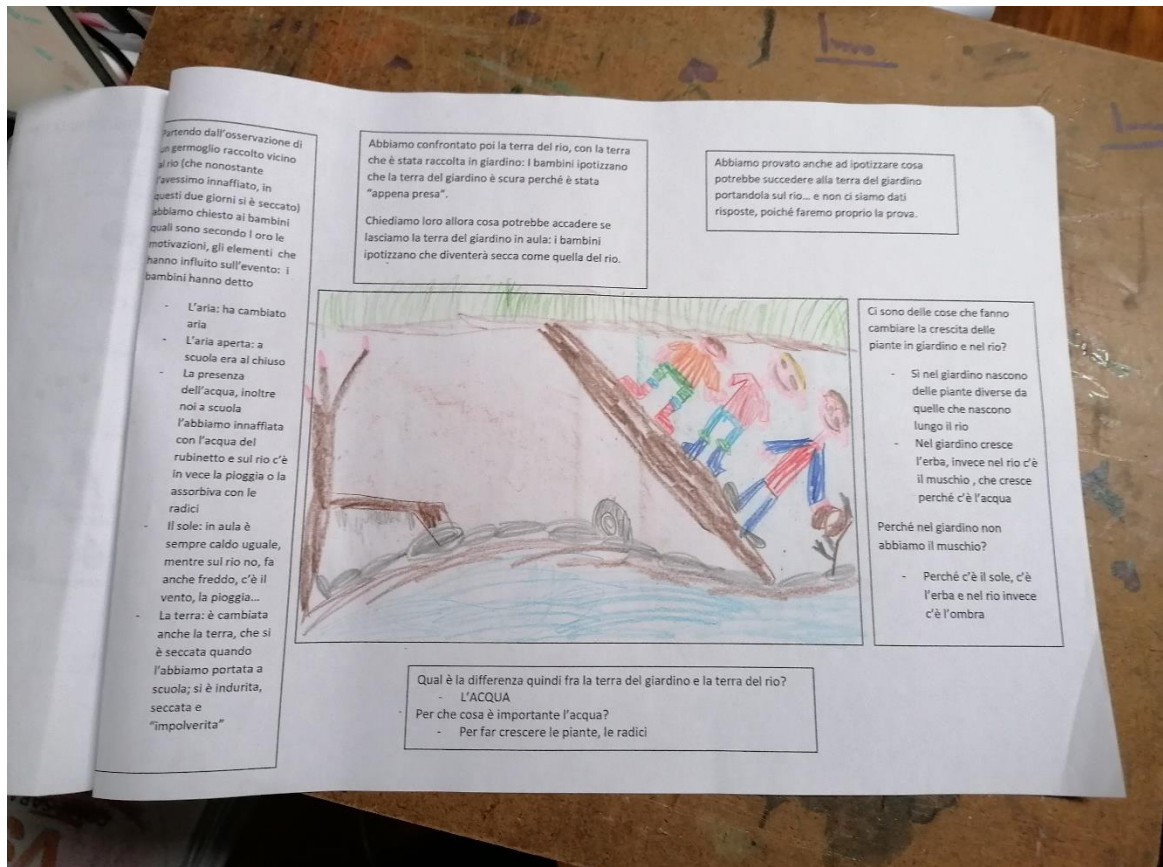 Partendo dall'osservazione di
un germoglio raccolto vicino
al rio (che nonostante
l'avessimo innaffiato, in
questi due giorni si è seccato)
abbiamo chiesto ai bambini
quali sono secondo l oro le
motivazioni, gli elementi che
hanno influito sull'evento: i
bambini hanno detto
- L'aria: ha cambiato
aria
- L'aria aperta: a
scuola era al chiuso
- La presenza
dell'acqua, inoltre
noi a scuola
l'abbiamo innaffiata
con l'acqua del
rubinetto e sul rio c'è
in vece la pioggia o la
assorbiva con le
radici
- Il sole: in aula è
sempre caldo uguale,
mentre sul rio no, fa
anche freddo, c'è il
vento, la pioggia...
- La terra: è cambiata
anche la terra, che si
è seccata quando
l'abbiamo portata a
scuola; si è indurita,
seccata e
"impolverita"
Abbiamo confrontato poi la terra del rio, con la terra
che è stata raccolta in giardino: I bambini ipotizzano
che la terra del giardino è scura perché è stata
"appena presa".
Chiediamo loro allora cosa potrebbe accadere se
lasciamo la terra del giardino in aula: i bambini
ipotizzano che diventerà secca come quella del rio.
Abbiamo provato anche ad ipotizzare cosa
potrebbe succedere alla terra del giardino
portandola sul rio... e non ci siamo dati
risposte, poiché faremo proprio la prova.
Ci sono delle cose che fanno
cambiare la crescita delle
piante in giardino e nel rio?
- Sì nel giardino nascono
delle piante diverse da
quelle che nascono
lungo il rio
- Nel giardino cresce
l'erba, invece nel rio c'è
il muschio , che cresce
perché c'è l'acqua
Perché nel giardino non
abbiamo il muschio?
- Perché c'è il sole, c'è
l'erba e nel rio invece
c'è l'ombra
Qual è la differenza quindi fra la terra del giardino e la terra del rio?
- L'ACQUA
Per che cosa è importante l'acqua?
- Per far crescere le piante, le radici